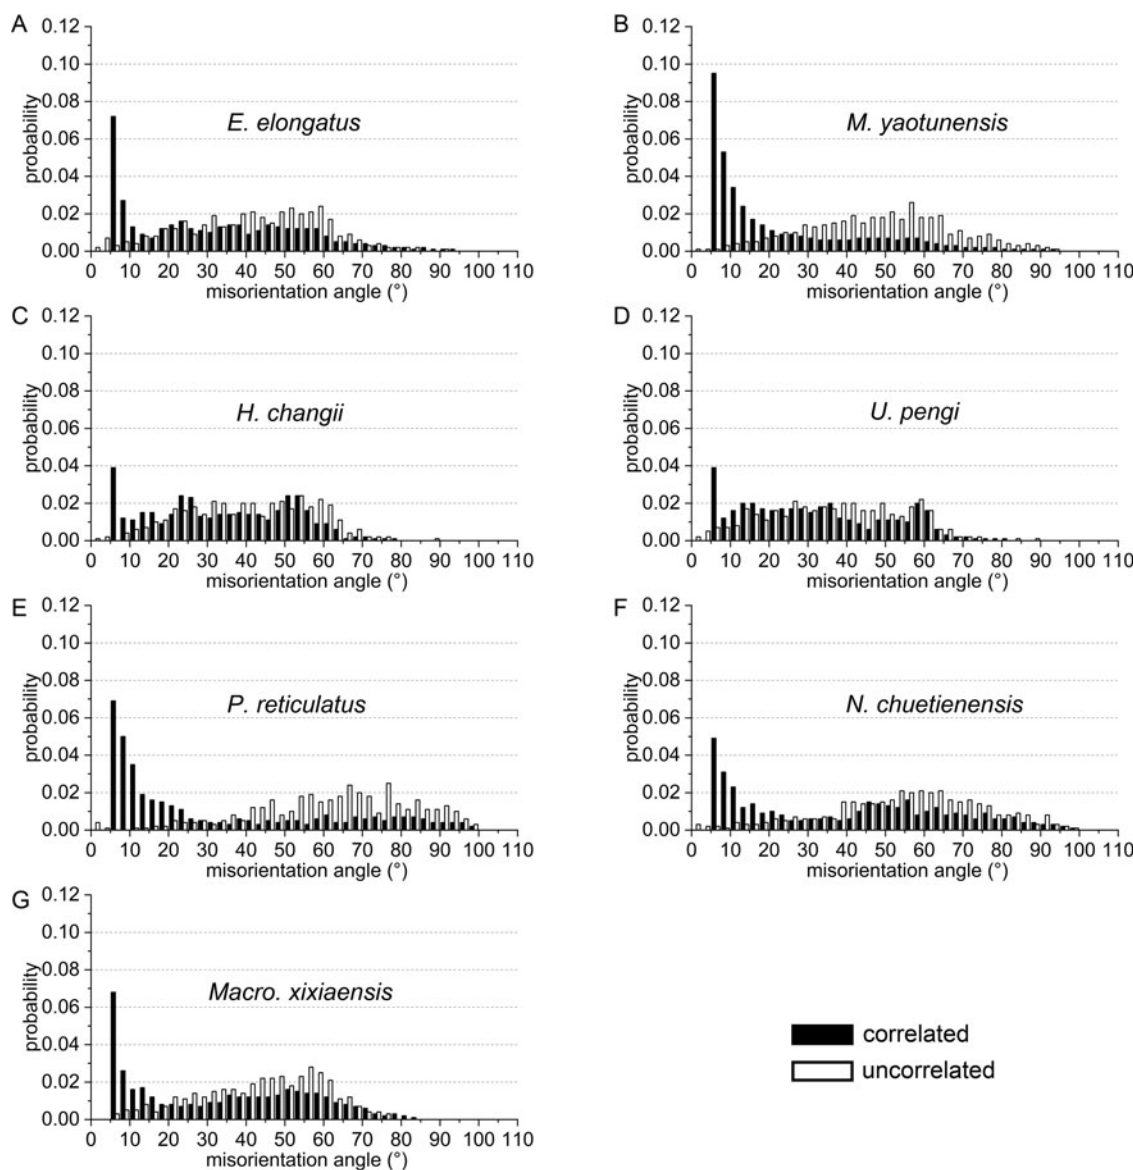 A
0.12
0.10
0.08
0.06
0.04
0.02
0.00
probability
E. elongatus
0 10 20 30 40 50 60 70 80 90 100 110
misorientation angle (°)
B
0.12
0.10
0.08
0.06
0.04
0.02
0.00
probability
M. yaotunensis
0 10 20 30 40 50 60 70 80 90 100 110
misorientation angle (°)
C
0.12
0.10
0.08
0.06
0.04
0.02
0.00
probability
H. changii
0 10 20 30 40 50 60 70 80 90 100 110
misorientation angle (°)
D
0.12
0.10
0.08
0.06
0.04
0.02
0.00
probability
U. pengi
0 10 20 30 40 50 60 70 80 90 100 110
misorientation angle (°)
E
0.12
0.10
0.08
0.06
0.04
0.02
0.00
probability
P. reticulatus
0 10 20 30 40 50 60 70 80 90 100 110
misorientation angle (°)
F
0.12
0.10
0.08
0.06
0.04
0.02
0.00
probability
N. chuetienensis
0 10 20 30 40 50 60 70 80 90 100 110
misorientation angle (°)
G
0.12
0.10
0.08
0.06
0.04
0.02
0.00
probability
Macro. xixiaensis
0 10 20 30 40 50 60 70 80 90 100 110
misorientation angle (°)
correlated
uncorrelated